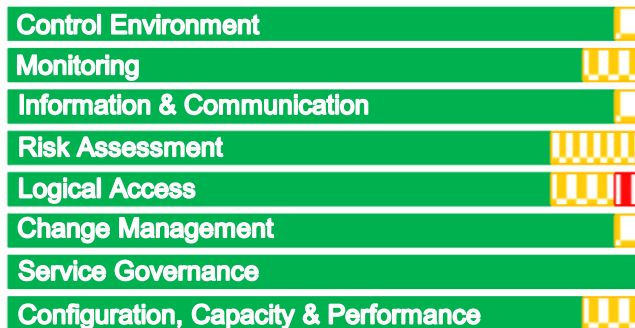 Control Environment
Monitoring
Information & Communication
Risk Assessment
Logical Access
Change Management
Service Governance
Configuration, Capacity & Performance